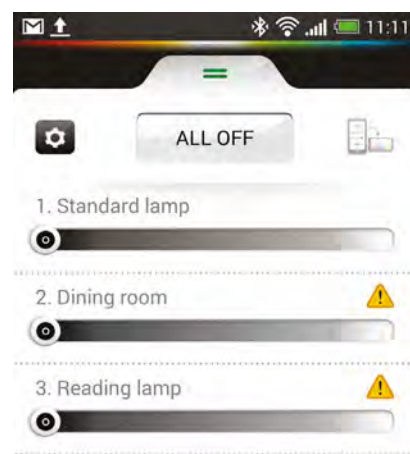 11:11
ALL OFF
1. Standard lamp
2. Dining room
3. Reading lamp